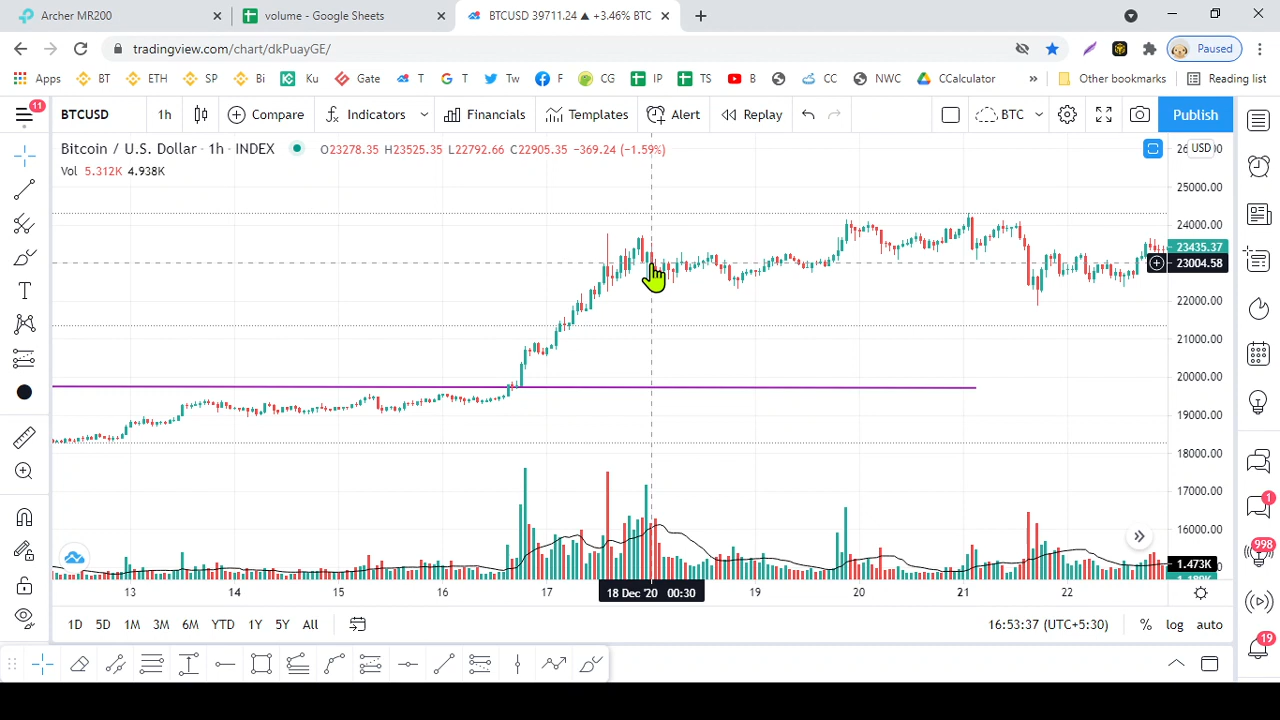 Archer MR200
volume - Google Sheets
BTCUSD 39711.24 ▲ +3.46% BTC
tradingview.com/chart/dkPuayGE/
Paused
Apps BT ETH SP Bi Ku Gate T T Tw F CG IP TS B CC NWC CCalculator » Other bookmarks Reading list
11
BTCUSD 1h Compare Indicators Financials Templates Alert Replay BTC Publish
Bitcoin / U.S. Dollar · 1h · INDEX O23278.35 H23525.35 L22792.66 C22905.35 −369.24 (−1.59%)
USD
Vol 5.312K 4.938K
25000.00
24000.00
23435.37
23004.58
22000.00
21000.00
20000.00
19000.00
18000.00
17000.00
16000.00
1.473K
13 14 15 16 17 18 Dec '20 00:30 19 20 21 22
1D 5D 1M 3M 6M YTD 1Y 5Y All 16:53:37 (UTC+5:30) % log auto
1
998
19